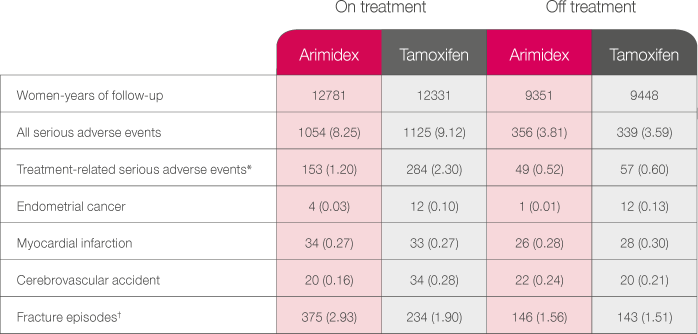 On treatment Off treatment
Arimidex Tamoxifen Arimidex Tamoxifen
Women-years of follow-up 12781 12331 9351 9448
All serious adverse events 1054 (8.25) 1125 (9.12) 356 (3.81) 339 (3.59)
Treatment-related serious adverse events* 153 (1.20) 284 (2.30) 49 (0.52) 57 (0.60)
Endometrial cancer 4 (0.03) 12 (0.10) 1 (0.01) 12 (0.13)
Myocardial infarction 34 (0.27) 33 (0.27) 26 (0.28) 28 (0.30)
Cerebrovascular accident 20 (0.16) 34 (0.28) 22 (0.24) 20 (0.21)
Fracture episodes† 375 (2.93) 234 (1.90) 146 (1.56) 143 (1.51)